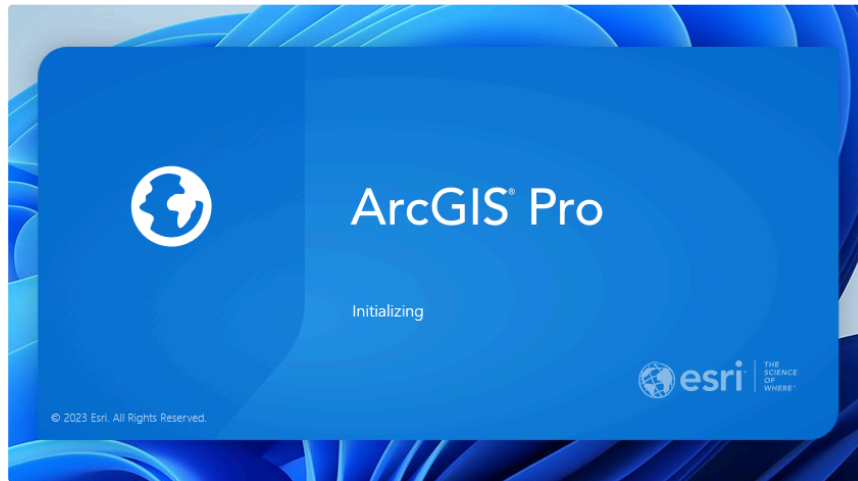 ArcGIS® Pro
Initializing
esri®
THE
SCIENCE
OF
WHERE®
© 2023 Esri. All Rights Reserved.